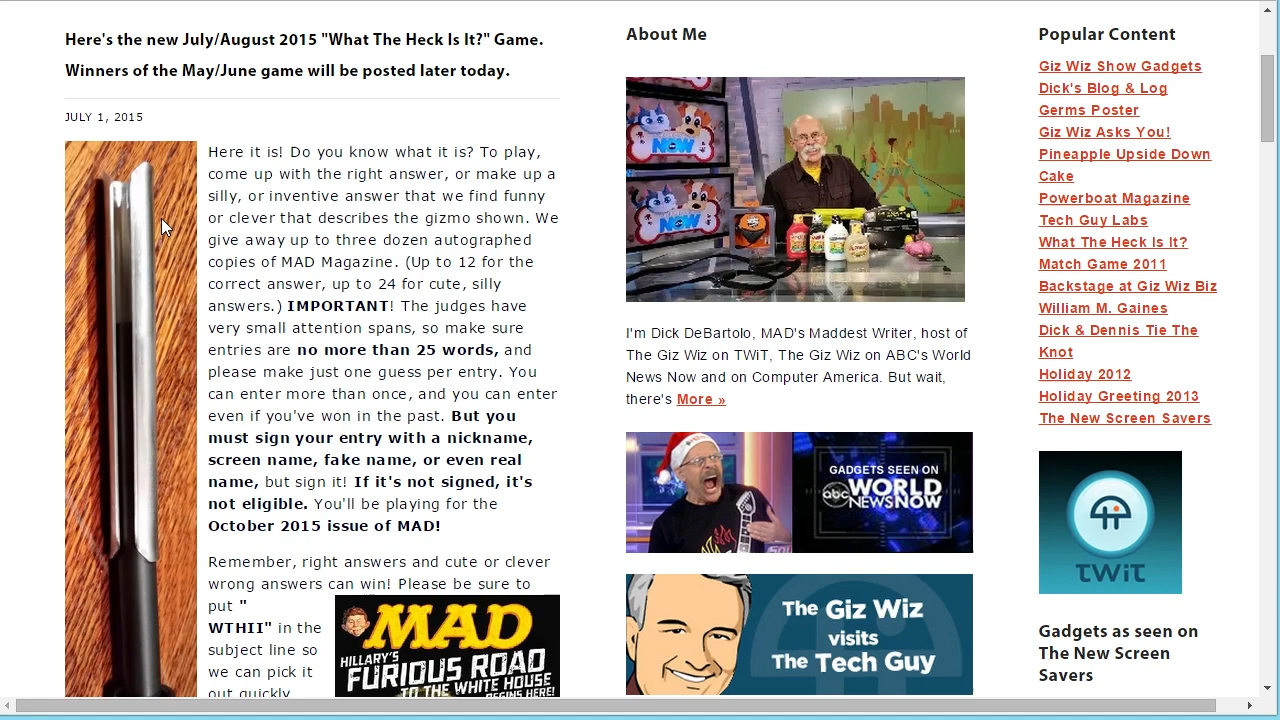 Here's the new July/August 2015 "What The Heck Is It?" Game.
Winners of the May/June game will be posted later today.
JULY 1, 2015
Here it is! Do you know what it is? To play,
come up with the right answer, or make up a
silly, or inventive answer that we find funny
or clever that describes the gizmo shown. We
give away up to three dozen autographed
copies of MAD Magazine. (Up to 12 for the
correct answer, up to 24 for cute, silly
answers.) IMPORTANT! The judges have
very small attention spans, so make sure
entries are no more than 25 words, and
please make just one guess per entry. You
can enter more than once, and you can enter
even if you've won in the past. But you
must sign your entry with a nickname,
screen name, fake name, or even real
name, but sign it! If it's not signed, it's
not eligible. You'll be playing for the
October 2015 issue of MAD!
Remember, right answers and cute or clever
wrong answers can win! Please be sure to
put "
WTHII" in the
subject line so
we can pick it
out quickly
MAD
HILLARY'S
FURIOUS ROAD
TO THE WHITE HOUSE
BEGINS HERE!
About Me
NOW
NOW
I'm Dick DeBartolo, MAD's Maddest Writer, host of
The Giz Wiz on TWiT, The Giz Wiz on ABC's World
News Now and on Computer America. But wait,
there's More »
GADGETS SEEN ON
abc WORLD
NEWS NOW
The Giz Wiz
visits
The Tech Guy
Popular Content
Giz Wiz Show Gadgets
Dick's Blog & Log
Germs Poster
Giz Wiz Asks You!
Pineapple Upside Down
Cake
Powerboat Magazine
Tech Guy Labs
What The Heck Is It?
Match Game 2011
Backstage at Giz Wiz Biz
William M. Gaines
Dick & Dennis Tie The
Knot
Holiday 2012
Holiday Greeting 2013
The New Screen Savers
TWiT
Gadgets as seen on
The New Screen
Savers